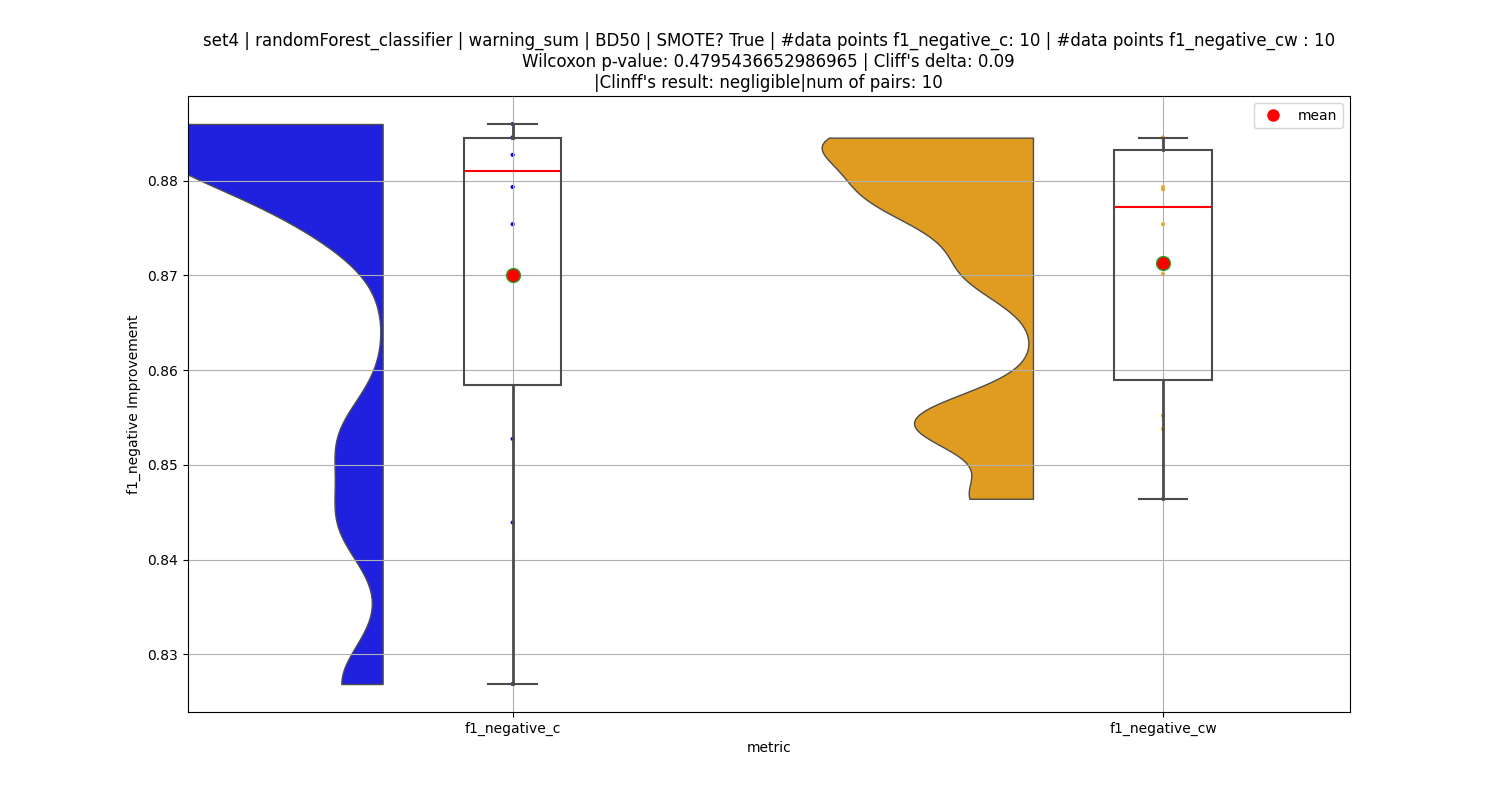 set4 | randomForest_classifier | warning_sum | BD50 | SMOTE? True | #data points f1_negative_c: 10 | #data points f1_negative_cw : 10
Wilcoxon p-value: 0.4795436652986965 | Cliff's delta: 0.09
|Clinff's result: negligible|num of pairs: 10
mean
0.88
0.87
0.86
0.85
0.84
0.83
f1_negative Improvement
f1_negative_c
f1_negative_cw
metric